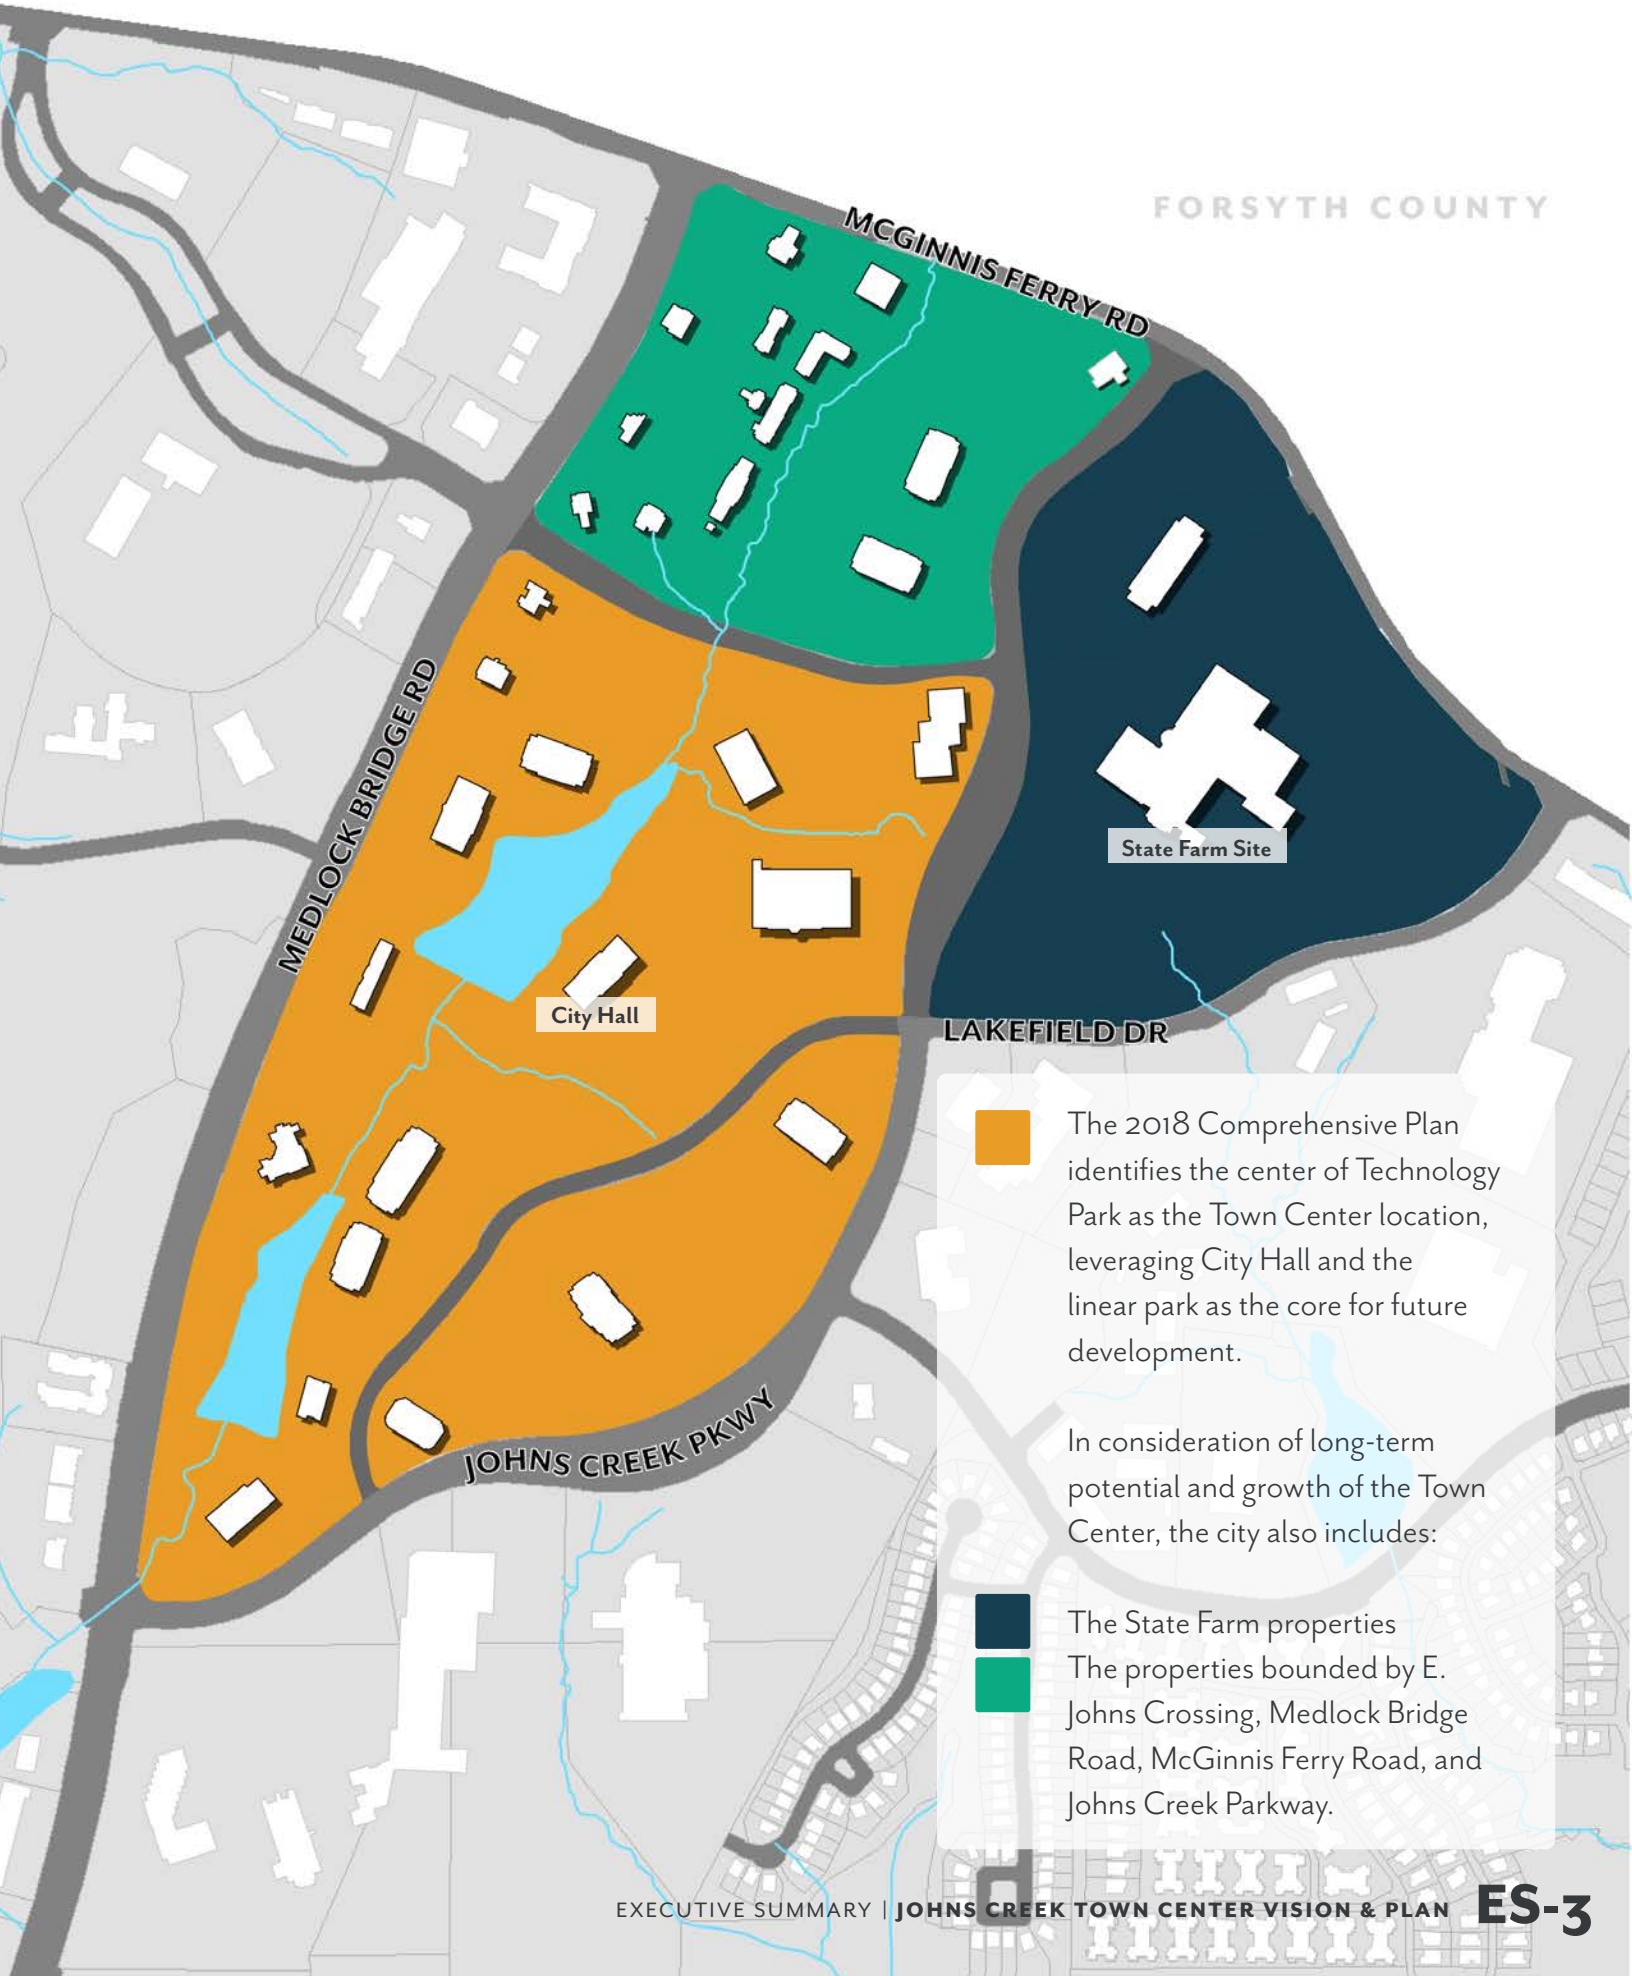 FORSYTH COUNTY
MCGINNIS FERRY RD
MEDLOCK BRIDGE RD
State Farm Site
City Hall
LAKEFIELD DR
JOHNS CREEK PKWY
The 2018 Comprehensive Plan
identifies the center of Technology
Park as the Town Center location,
leveraging City Hall and the
linear park as the core for future
development.
In consideration of long-term
potential and growth of the Town
Center, the city also includes:
The State Farm properties
The properties bounded by E.
Johns Crossing, Medlock Bridge
Road, McGinnis Ferry Road, and
Johns Creek Parkway.
EXECUTIVE SUMMARY | JOHNS CREEK TOWN CENTER VISION & PLAN ES-3